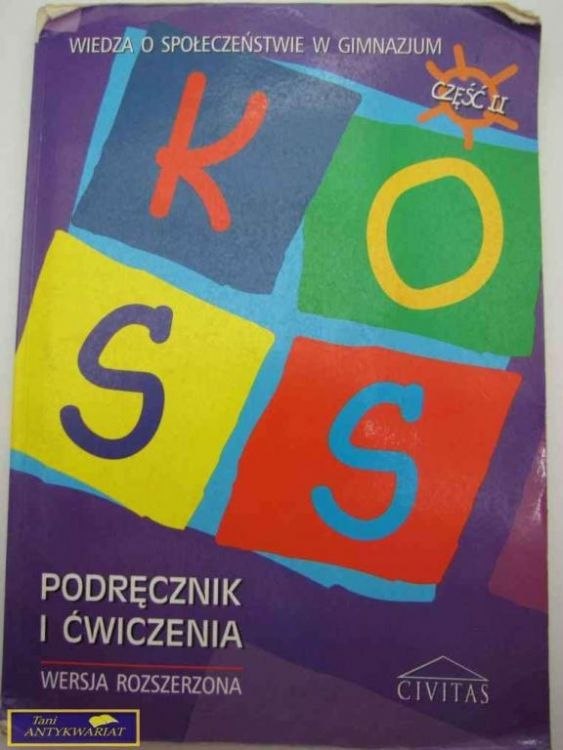 WIEDZA O SPOŁECZEŃSTWIE W GIMNAZJUM
CZĘŚĆ II
K O
S S
PODRĘCZNIK
I ĆWICZENIA
WERSJA ROZSZERZONA
CIVITAS
Tani
ANTYKWARIAT